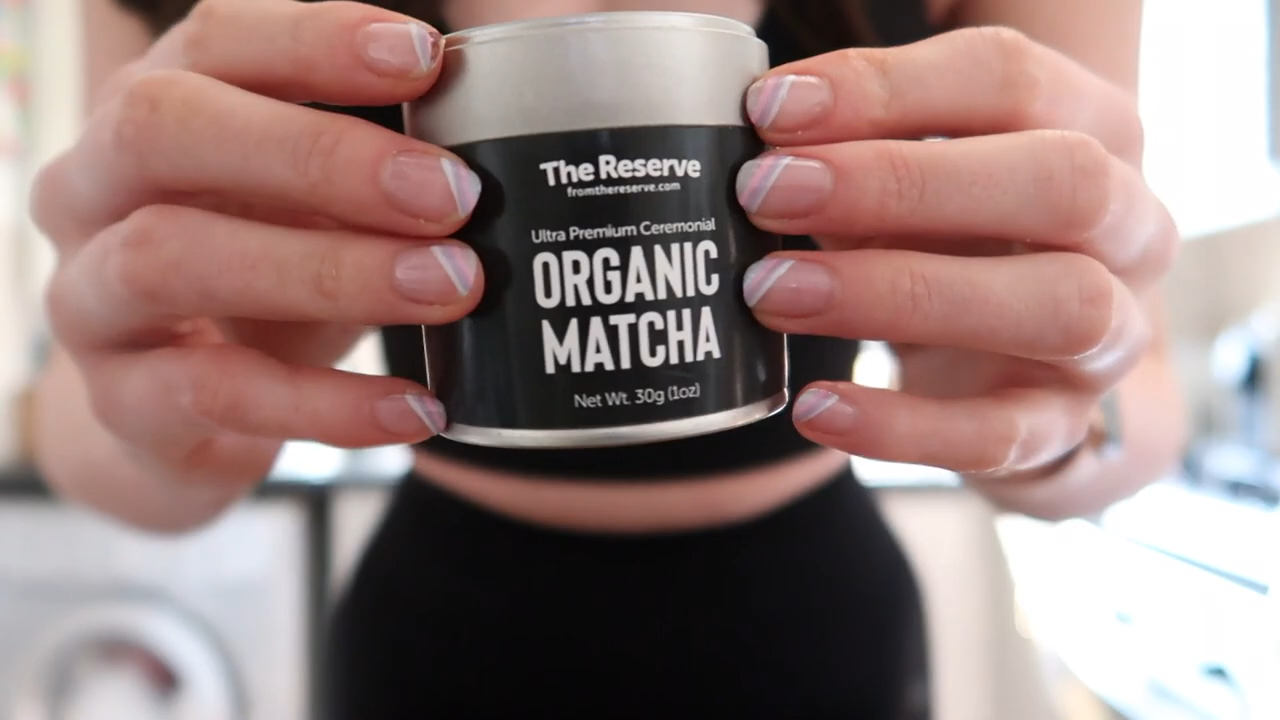 The Reserve
fromthereserve.com
Ultra Premium Ceremonial
ORGANIC
MATCHA
Net Wt. 30g (1oz)